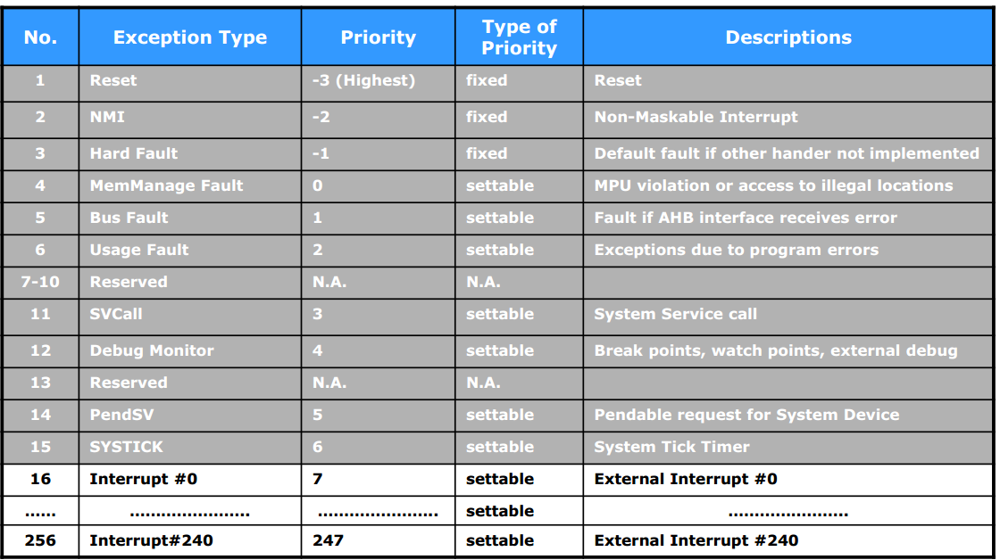 No. Exception Type Priority Type of Priority Descriptions
1 Reset -3 (Highest) fixed Reset
2 NMI -2 fixed Non-Maskable Interrupt
3 Hard Fault -1 fixed Default fault if other hander not implemented
4 MemManage Fault 0 settable MPU violation or access to illegal locations
5 Bus Fault 1 settable Fault if AHB interface receives error
6 Usage Fault 2 settable Exceptions due to program errors
7-10 Reserved N.A. N.A.
11 SVCall 3 settable System Service call
12 Debug Monitor 4 settable Break points, watch points, external debug
13 Reserved N.A. N.A.
14 PendSV 5 settable Pendable request for System Device
15 SYSTICK 6 settable System Tick Timer
16 Interrupt #0 7 settable External Interrupt #0
...... ....................... ....................... settable .......................
256 Interrupt#240 247 settable External Interrupt #240